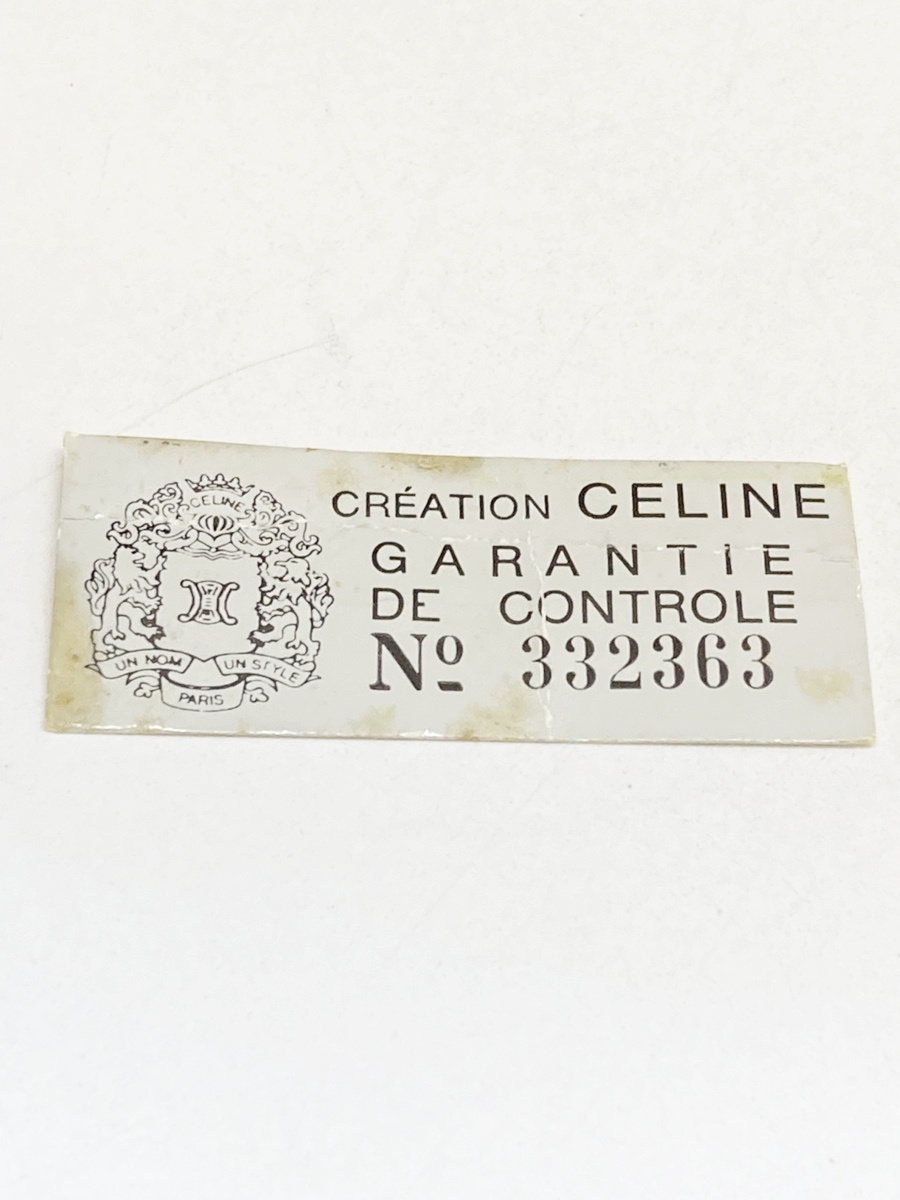 CELINE
UN NOM UN STYLE
PARIS
CRÉATION CELINE
GARANTIE
DE CONTROLE
Nº 332363